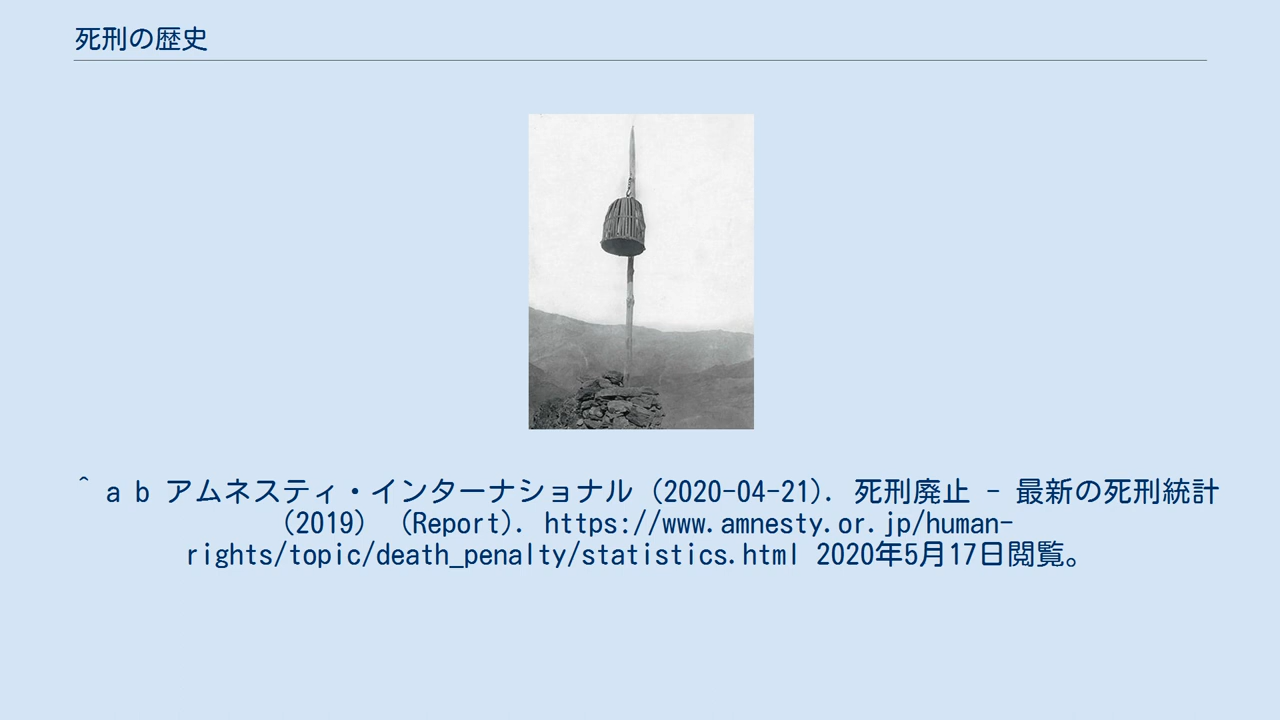 死刑の歴史
^ a b アムネスティ・インターナショナル (2020-04-21). 死刑廃止 - 最新の死刑統計
(2019) (Report). https://www.amnesty.or.jp/human-
rights/topic/death_penalty/statistics.html 2020年5月17日閲覧。